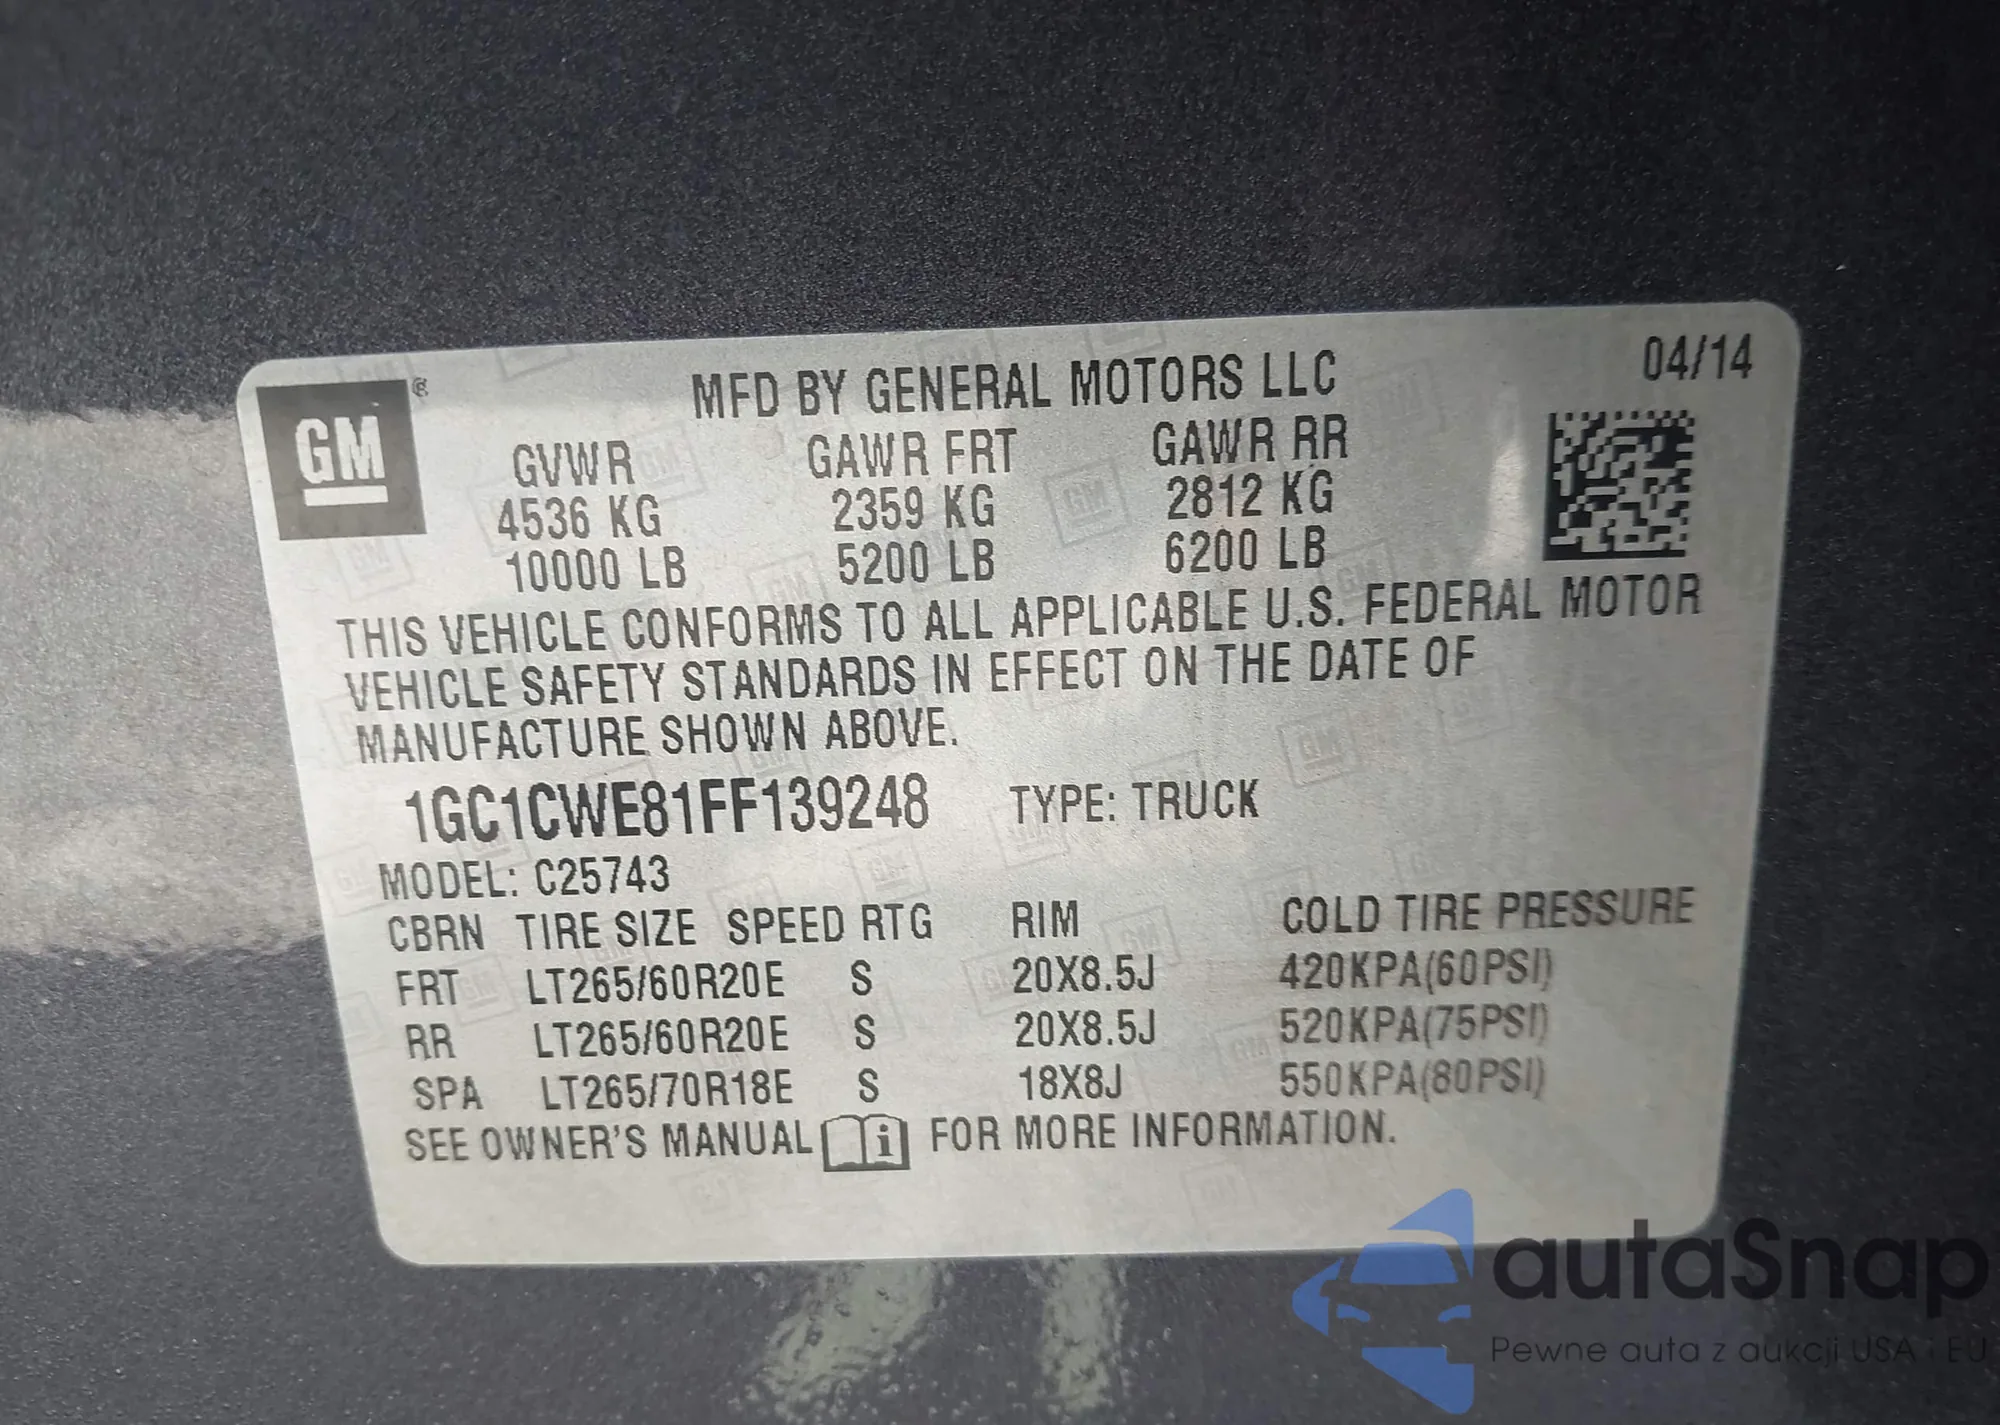 GM
MFD BY GENERAL MOTORS LLC
04/14
GVWR GAWR FRT GAWR RR
4536 KG 2359 KG 2812 KG
10000 LB 5200 LB 6200 LB
THIS VEHICLE CONFORMS TO ALL APPLICABLE U.S. FEDERAL MOTOR
VEHICLE SAFETY STANDARDS IN EFFECT ON THE DATE OF
MANUFACTURE SHOWN ABOVE.
1GC1CWE81FF139248 TYPE: TRUCK
MODEL: C25743
CBRN TIRE SIZE SPEED RTG RIM COLD TIRE PRESSURE
FRT LT265/60R20E S 20X8.5J 420KPA(60PSI)
RR LT265/60R20E S 20X8.5J 520KPA(75PSI)
SPA LT265/70R18E S 18X8J 550KPA(80PSI)
SEE OWNER'S MANUAL i FOR MORE INFORMATION.
autaSnap
Pewne auta z aukcji USA i EU